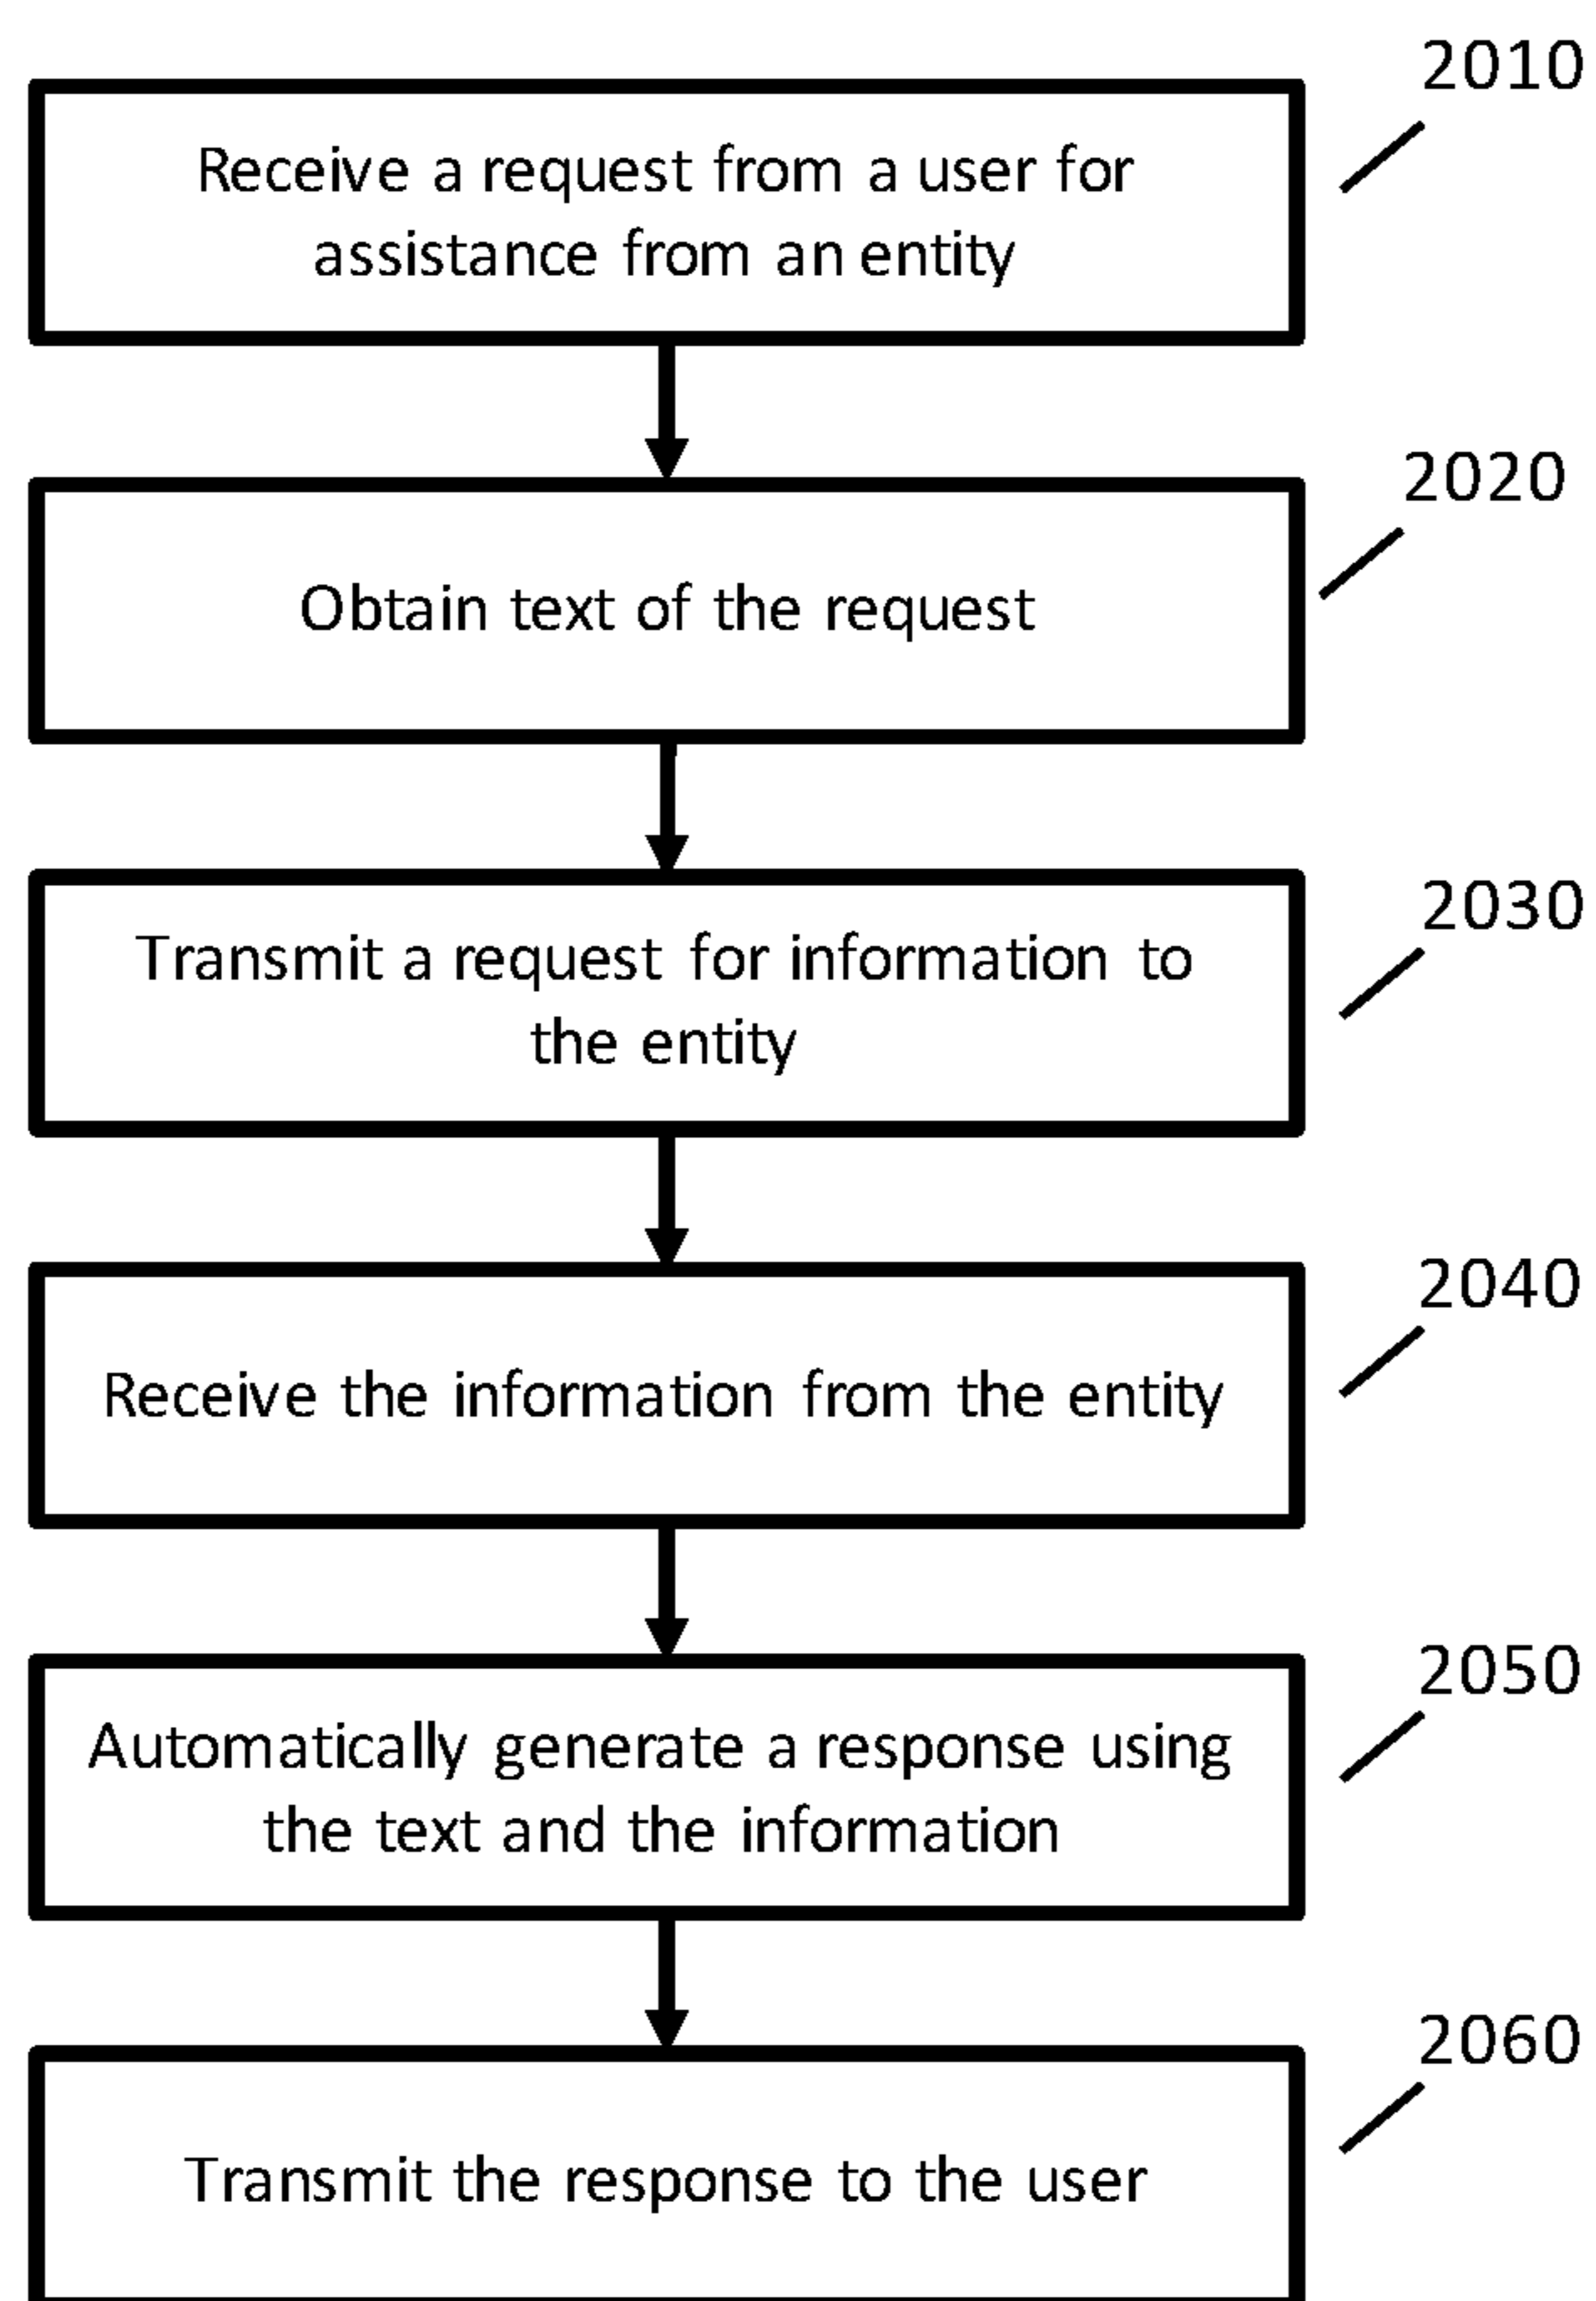 2010
Receive a request from a user for
assistance from an entity
2020
Obtain text of the request
2030
Transmit a request for information to
the entity
2040
Receive the information from the entity
2050
Automatically generate a response using
the text and the information
2060
Transmit the response to the user